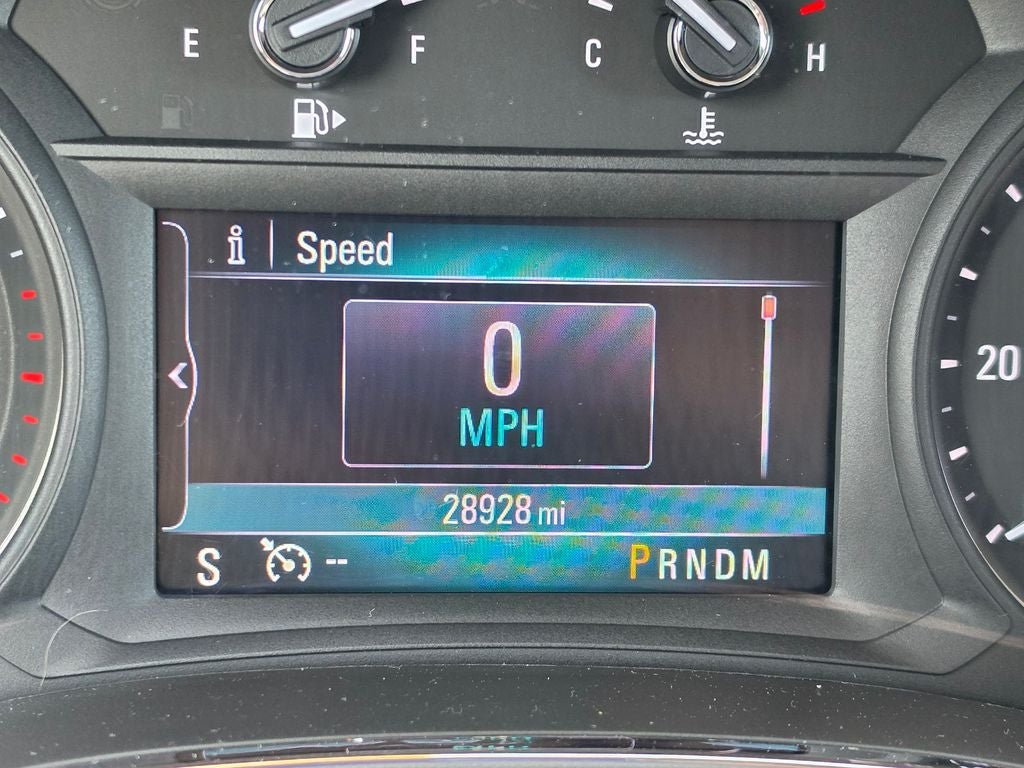 E F C H
i Speed
0
MPH
20
28928 mi
S -- PRNDM